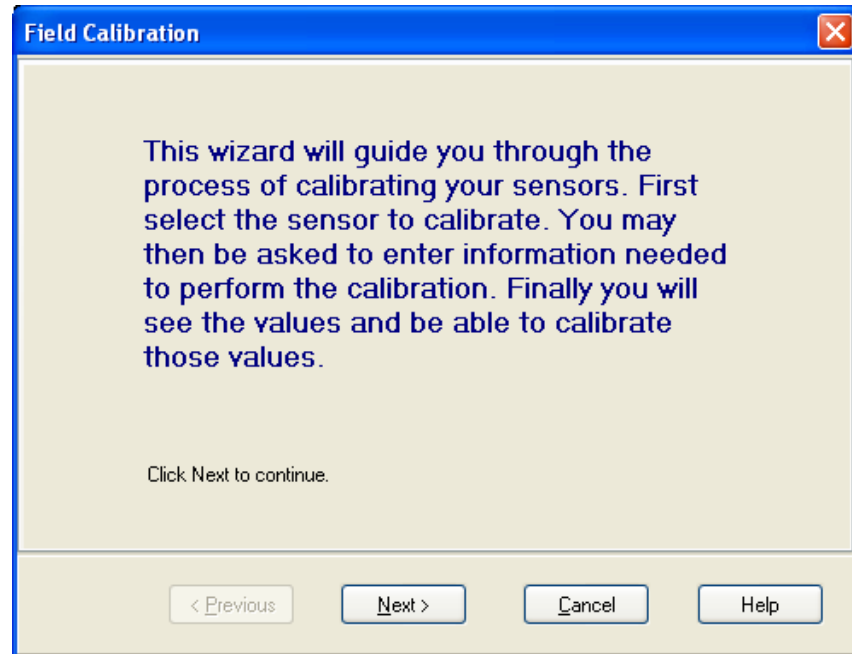 Field Calibration
This wizard will guide you through the
process of calibrating your sensors. First
select the sensor to calibrate. You may
then be asked to enter information needed
to perform the calibration. Finally you will
see the values and be able to calibrate
those values.
Click Next to continue.
< Previous
Next >
Cancel
Help